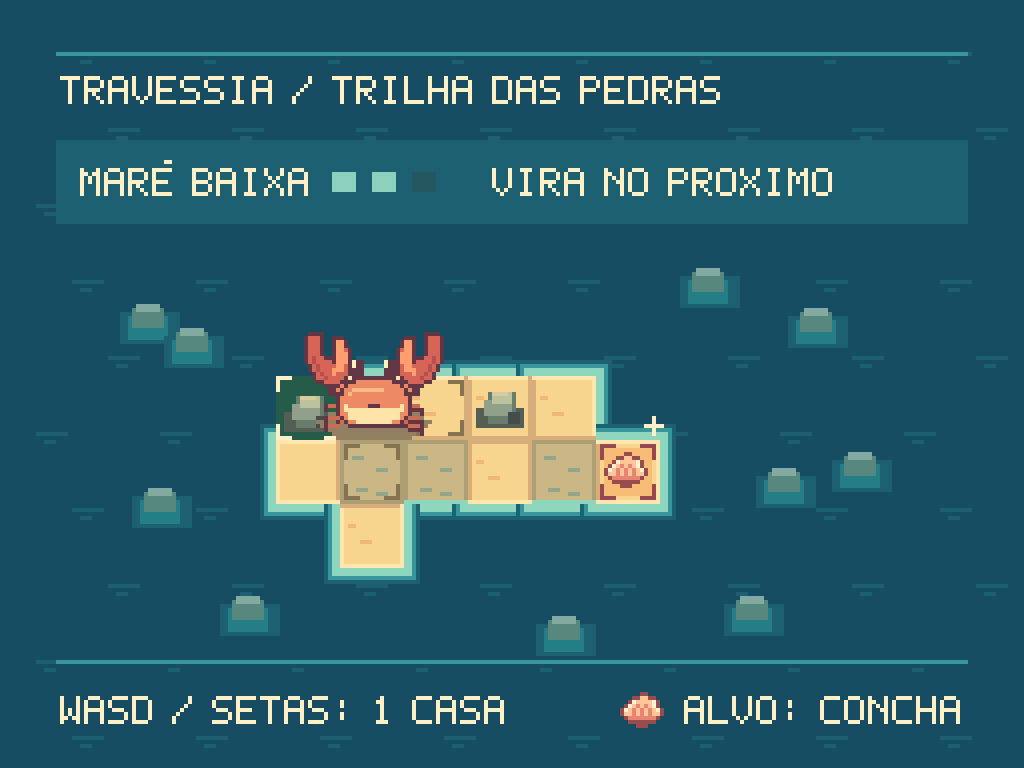 TRAVESSIA / TRILHA DAS PEDRAS
MARÉ BAIXA VIRA NO PROXIMO
WASD / SETAS: 1 CASA ALVO: CONCHA